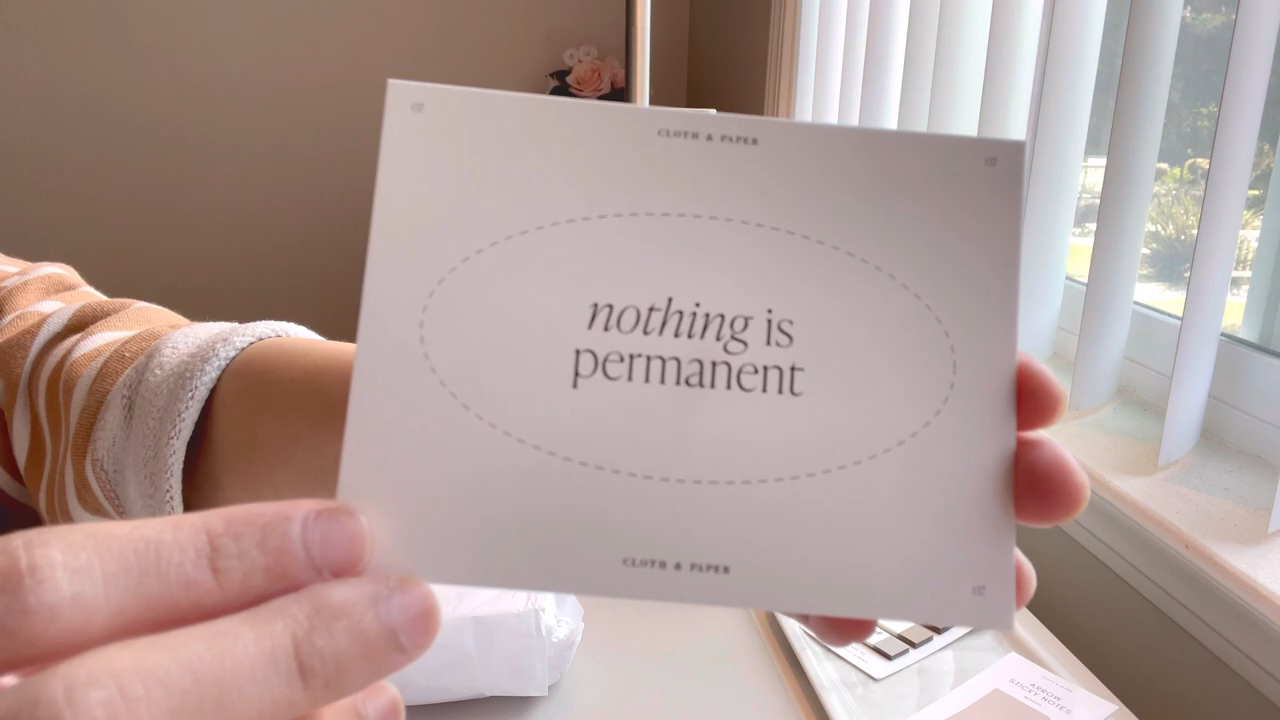 CLOTH & PAPER
nothing is
permanent
CLOTH & PAPER
ARROW
STICKY NOTES